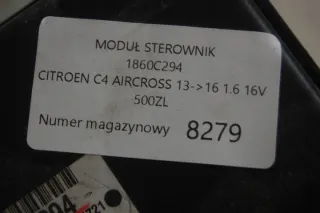 MODUŁ STEROWNIK
1860C294
CITROEN C4 AIRCROSS 13->16 1.6 16V
500ZL
Numer magazynowy 8279